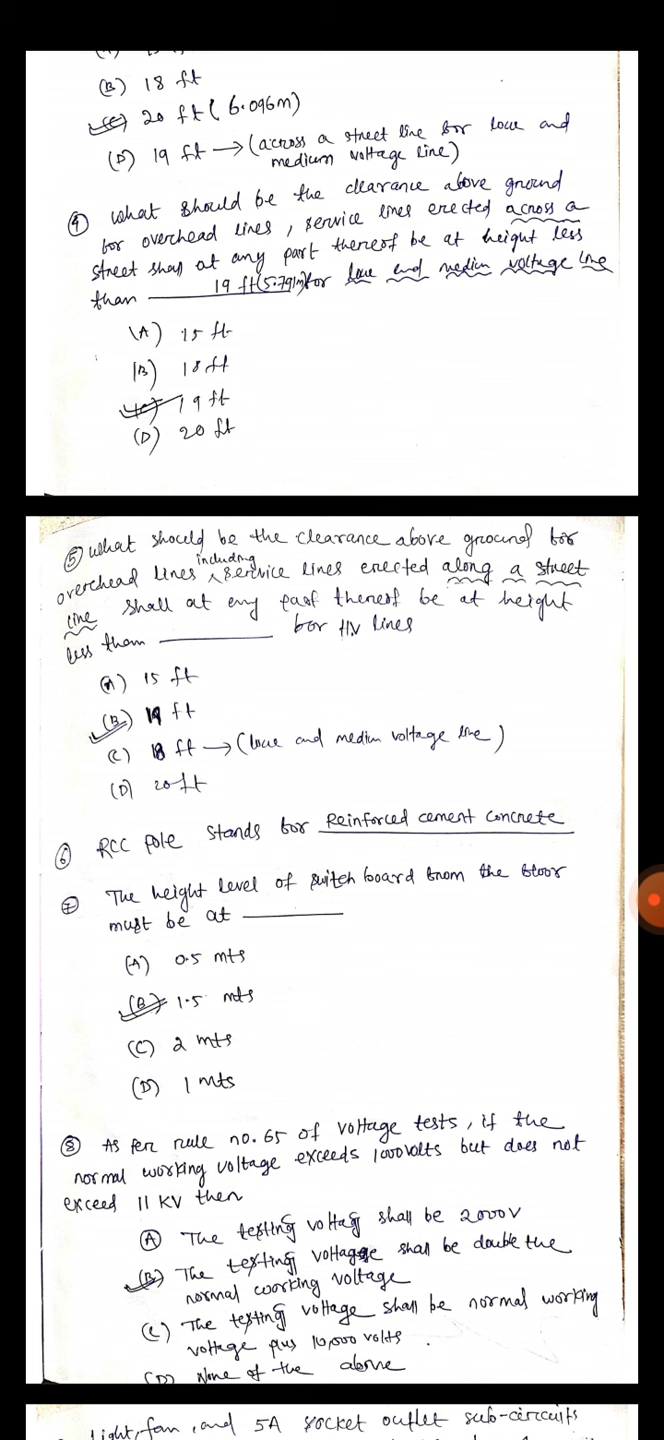 (B) 18 ft
(C) 20 ft (6.096m)
(D) 19 ft → (across a street line for low and
medium voltage line)
④ What should be the clearance above ground
for overhead lines, service lines erected across a
street shall at any part thereof be at height less
than 19 ft (5.791m) for low and medium voltage line
(A) 15 ft
(B) 18 ft
(C) 19 ft
(D) 20 ft
⑤ What should be the clearance above ground for
overhead lines including service lines erected along a street
line shall at any part thereof be at height
less than ________ for HV lines
(A) 15 ft
(B) 19 ft
(C) 18 ft → (low and medium voltage line)
(D) 20 ft
⑥ RCC pole stands for Reinforced cement concrete
⑦ The height level of switch board from the floor
must be at ________
(A) 0.5 mts
(B) 1.5 mts
(C) 2 mts
(D) 1 mts
⑧ As per rule no. 65 of voltage tests, if the
normal working voltage exceeds 1000volts but does not
exceed 11 KV then
(A) The testing voltag shall be 2000V
(B) The testing voltage shall be double the
normal working voltage
(C) The testing voltage shall be normal working
voltage plus 10,000 volts.
(D) None of the above
Light, fan, and 5A socket outlet sub-circuits